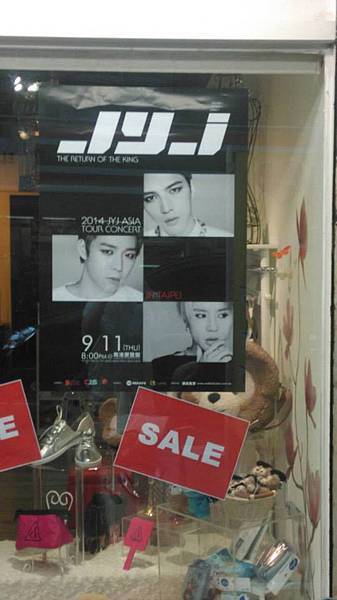 JYJ
THE RETURN OF THE KING
2014 JYJ ASIA
TOUR CONCERT
IN TAIPEI
9/11 [THU]
8:00PM @
SALE
E